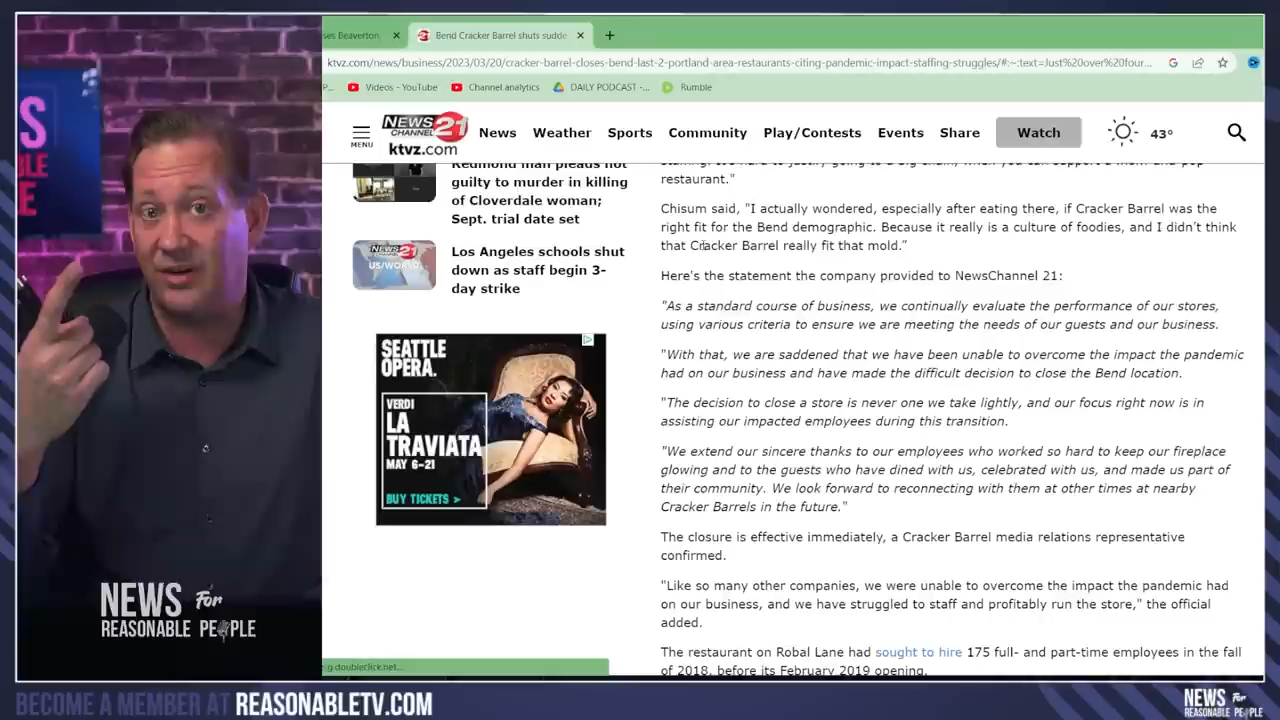 S
ses Beaverton
Bend Cracker Barrel shuts sudde
ktvz.com/news/business/2023/03/20/cracker-barrel-closes-bend-last-2-portland-area-restaurants-citing-pandemic-impact-staffing-struggles/#:~:text=Just%20over%20four...
P...
Videos - YouTube
Channel analytics
DAILY PODCAST -...
Rumble
MENU
NEWS 21
CHANNEL
ktvz.com
News
Weather
Sports
Community
Play/Contests
Events
Share
Watch
43°
Redmond man pleads not
guilty to murder in killing
of Cloverdale woman;
Sept. trial date set
NEWS 21
US/WORLD
Los Angeles schools shut
down as staff begin 3-
day strike
SEATTLE
OPERA.
VERDI
LA
TRAVIATA
MAY 6-21
BUY TICKETS >
restaurant."
Chisum said, "I actually wondered, especially after eating there, if Cracker Barrel was the
right fit for the Bend demographic. Because it really is a culture of foodies, and I didn’t think
that Cracker Barrel really fit that mold.”
Here's the statement the company provided to NewsChannel 21:
"As a standard course of business, we continually evaluate the performance of our stores,
using various criteria to ensure we are meeting the needs of our guests and our business.
"With that, we are saddened that we have been unable to overcome the impact the pandemic
had on our business and have made the difficult decision to close the Bend location.
"The decision to close a store is never one we take lightly, and our focus right now is in
assisting our impacted employees during this transition.
"We extend our sincere thanks to our employees who worked so hard to keep our fireplace
glowing and to the guests who have dined with us, celebrated with us, and made us part of
their community. We look forward to reconnecting with them at other times at nearby
Cracker Barrels in the future."
The closure is effective immediately, a Cracker Barrel media relations representative
confirmed.
"Like so many other companies, we were unable to overcome the impact the pandemic had
on our business, and we have struggled to staff and profitably run the store," the official
added.
The restaurant on Robal Lane had sought to hire 175 full- and part-time employees in the fall
of 2018, before its February 2019 opening.
g.doubleclick.net...
NEWS For
REASONABLE PEOPLE
BECOME A MEMBER AT REASONABLETV.COM
NEWS For
REASONABLE PEOPLE